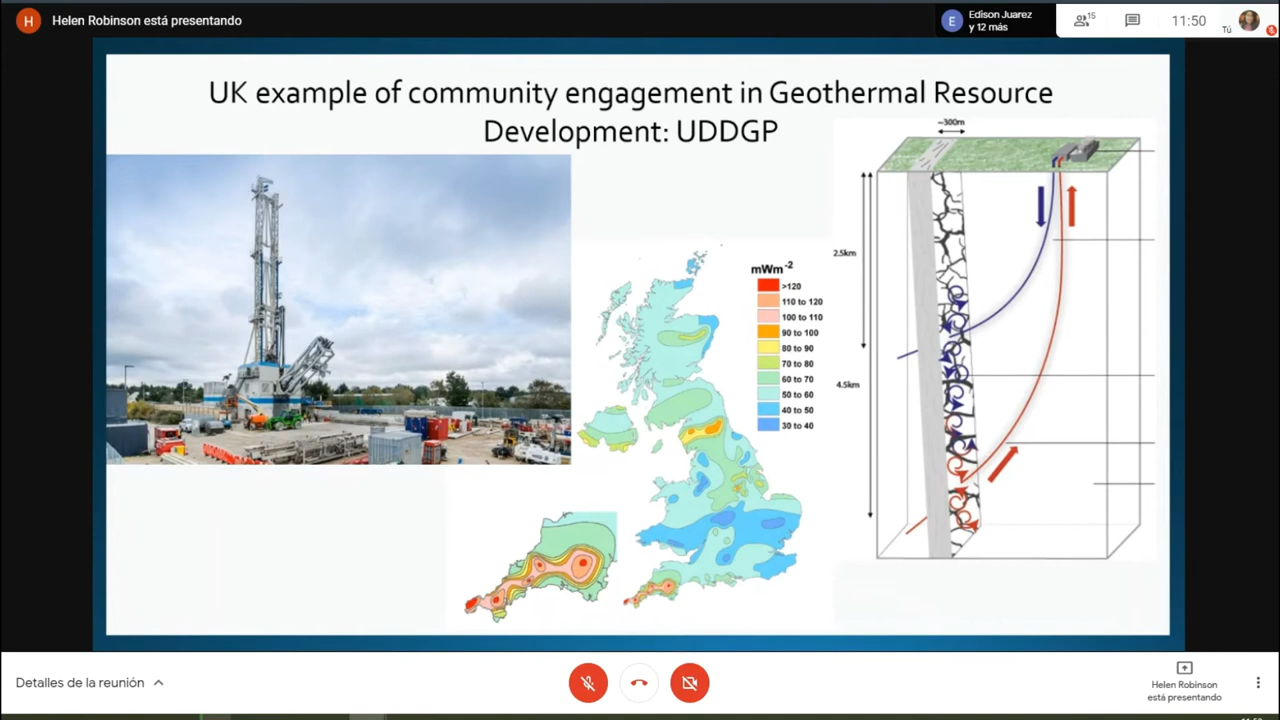 H Helen Robinson está presentando
E Edison Juarez
y 12 más
15
11:50
Tú
UK example of community engagement in Geothermal Resource
Development: UDDGP
~300m
2.5km
4.5km
mWm-2
>120
110 to 120
100 to 110
90 to 100
80 to 90
70 to 80
60 to 70
50 to 60
40 to 50
30 to 40
Detalles de la reunión
Helen Robinson
está presentando